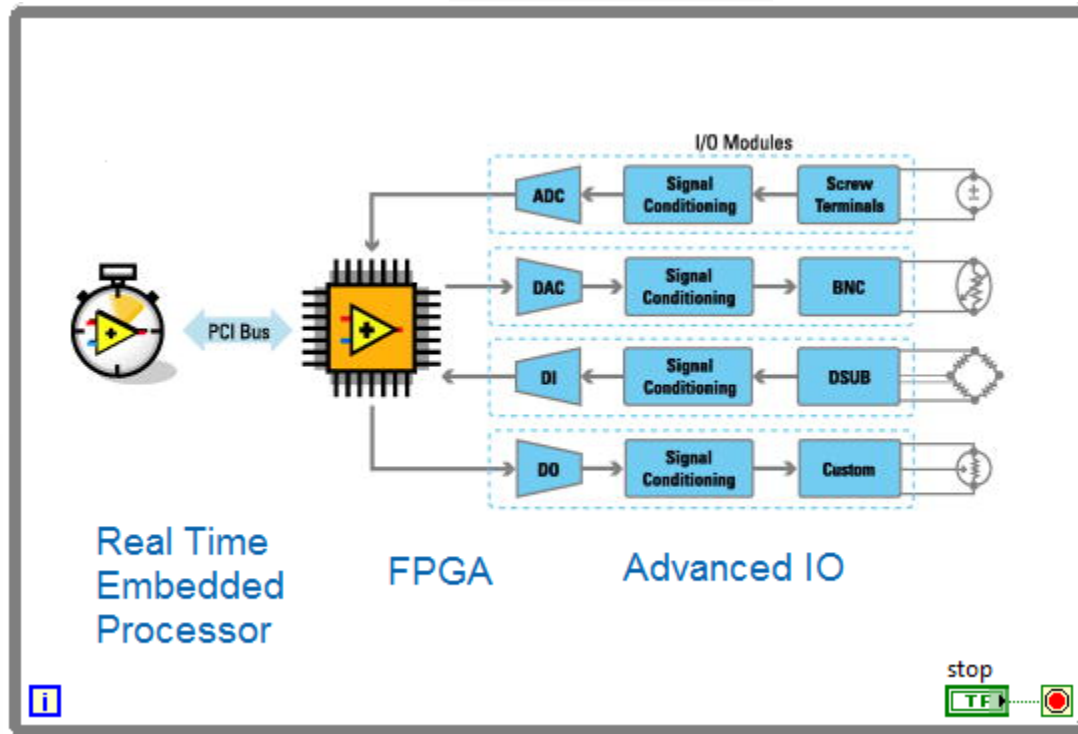 I/O Modules
ADC
Signal
Conditioning
Screw
Terminals
DAC
Signal
Conditioning
BNC
PCI Bus
DI
Signal
Conditioning
DSUB
DO
Signal
Conditioning
Custom
Real Time
Embedded
Processor
FPGA
Advanced IO
i
stop
TF